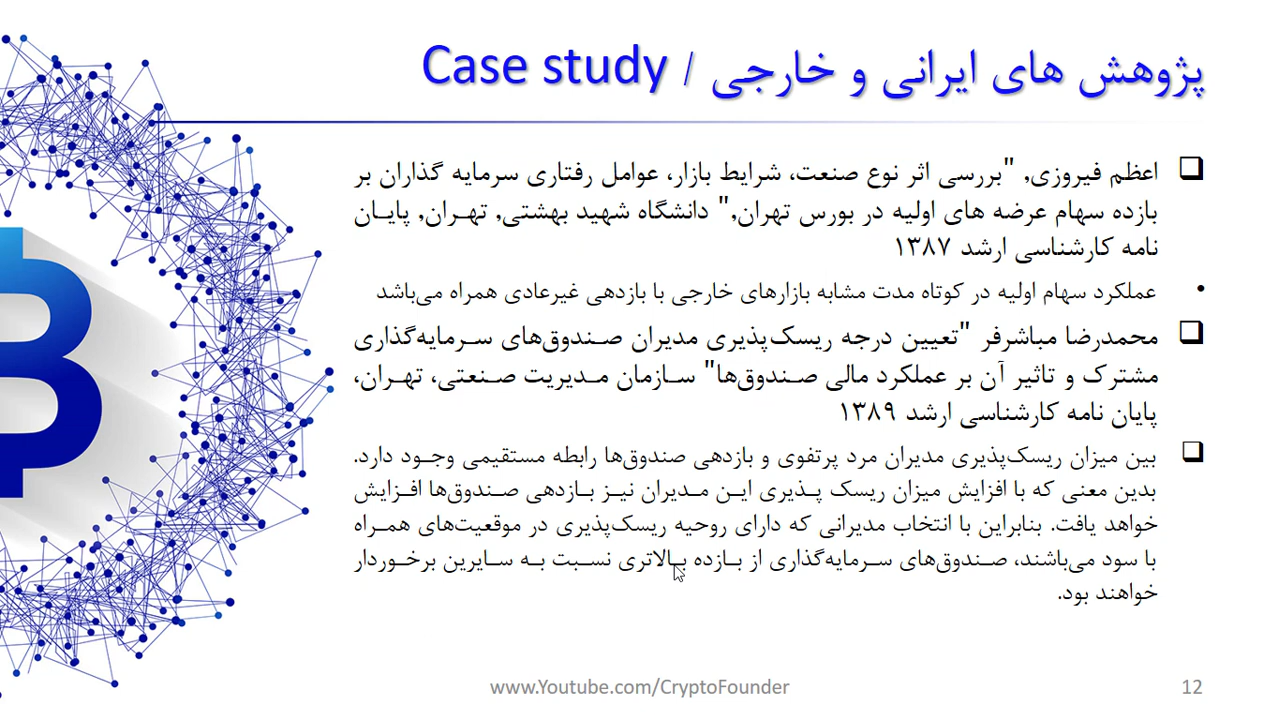 پژوهش های ایرانی و خارجی / Case study
اعظم فیروزی, "بررسی اثر نوع صنعت، شرایط بازار، عوامل رفتاری سرمایه گذاران بر
بازده سهام عرضه های اولیه در بورس تهران," دانشگاه شهید بهشتی, تهران, پایان
نامه کارشناسی ارشد ۱۳۸۷
• عملکرد سهام اولیه در کوتاه مدت مشابه بازارهای خارجی با بازدهی غیرعادی همراه می‌باشد
محمدرضا مباشرفر "تعیین درجه ریسک‌پذیری مدیران صندوق‌های سرمایه‌گذاری
مشترک و تاثیر آن بر عملکرد مالی صندوق‌ها" سازمان مدیریت صنعتی، تهران،
پایان نامه کارشناسی ارشد ۱۳۸۹
بین میزان ریسک‌پذیری مدیران مرد پرتفوی و بازدهی صندوق‌ها رابطه مستقیمی وجود دارد.
بدین معنی که با افزایش میزان ریسک پذیری این مدیران نیز بازدهی صندوق‌ها افزایش
خواهد یافت. بنابراین با انتخاب مدیرانی که دارای روحیه ریسک‌پذیری در موقعیت‌های همراه
با سود می‌باشند، صندوق‌های سرمایه‌گذاری از بازده بالاتری نسبت به سایرین برخوردار
خواهند بود.
www.Youtube.com/CryptoFounder
12